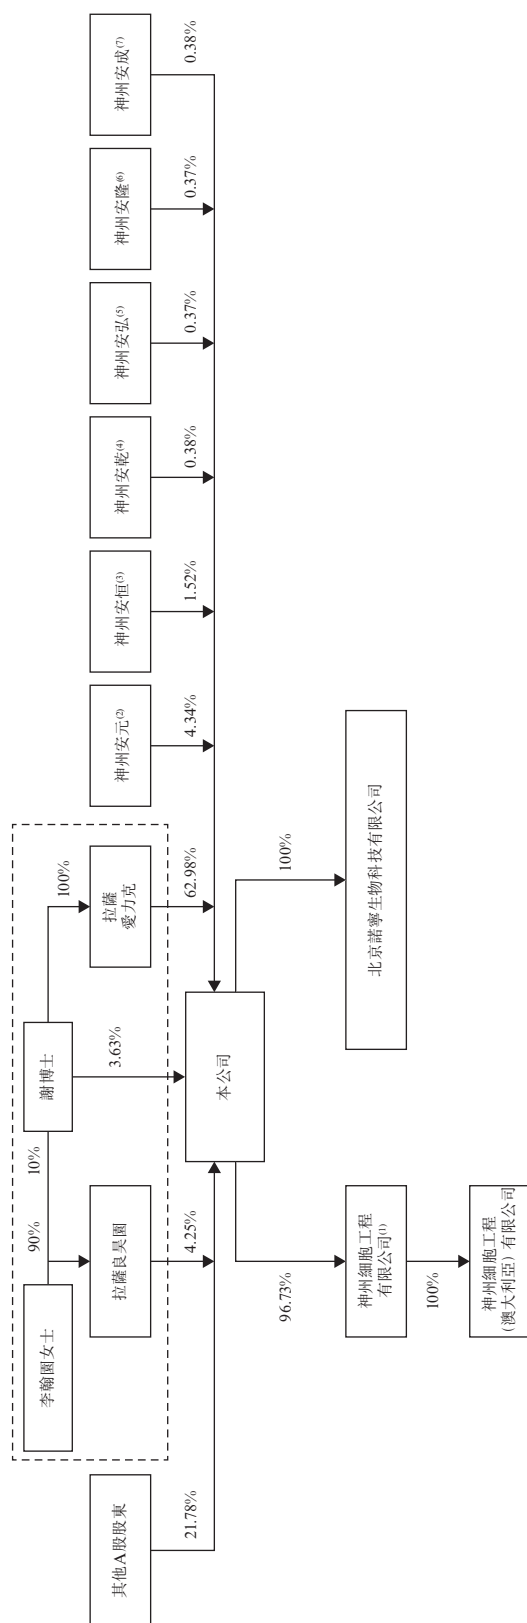 李翰園女士
謝博士
90%
10%
100%
其他A股股東
拉薩良昊園
拉薩
愛力克
神州安元(2)
神州安恒(3)
神州安乾(4)
神州安弘(5)
神州安隆(6)
神州安成(7)
21.78%
4.25%
3.63%
62.98%
4.34%
1.52%
0.38%
0.37%
0.37%
0.38%
本公司
96.73%
100%
神州細胞工程
有限公司(1)
北京諾寧生物科技有限公司
100%
神州細胞工程
(澳大利亞)有限公司